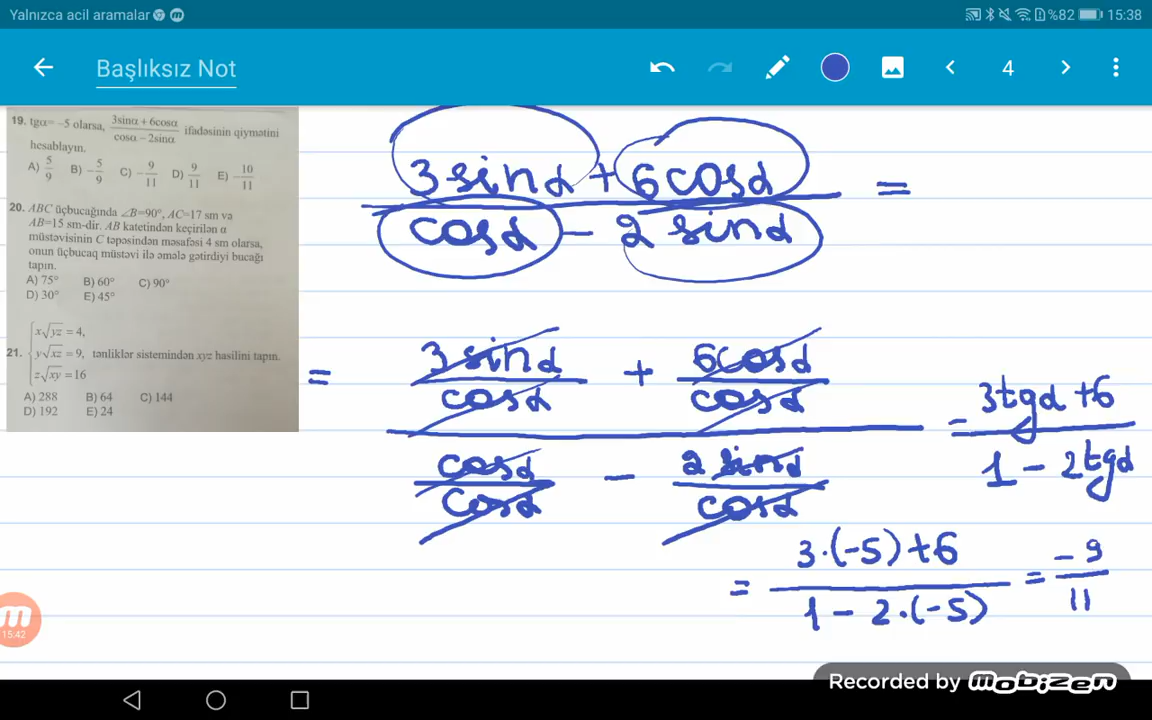 Yalnızca acil aramalar %82 15:38
Başlıksız Not 4
19. tgα= −5 olarsa, (3sinα + 6cosα)/(cosα − 2sinα) ifadəsinin qiymətini
hesablayın.
A) 5/9 B) −5/9 C) −9/11 D) 9/11 E) −10/11
20. ABC üçbucağında ∠B=90°, AC=17 sm və
AB=15 sm-dir. AB katetindən keçirilən α
müstəvisinin C təpəsindən məsafəsi 4 sm olarsa,
onun üçbucaq müstəvi ilə əmələ gətirdiyi bucağı
tapın.
A) 75° B) 60° C) 90°
D) 30° E) 45°
x√yz = 4,
21. y√xz = 9, tənliklər sistemindən xyz hasilini tapın.
z√xy = 16
A) 288 B) 64 C) 144
D) 192 E) 24
3sinα + 6cosα =
cosα − 2sinα
= 3sinα/cosα + 6cosα/cosα
cosα/cosα − 2sinα/cosα
= 3tgα + 6
1 − 2tgα
= 3·(−5)+6 = −9
1 − 2·(−5) 11
15:42
Recorded by mobizen